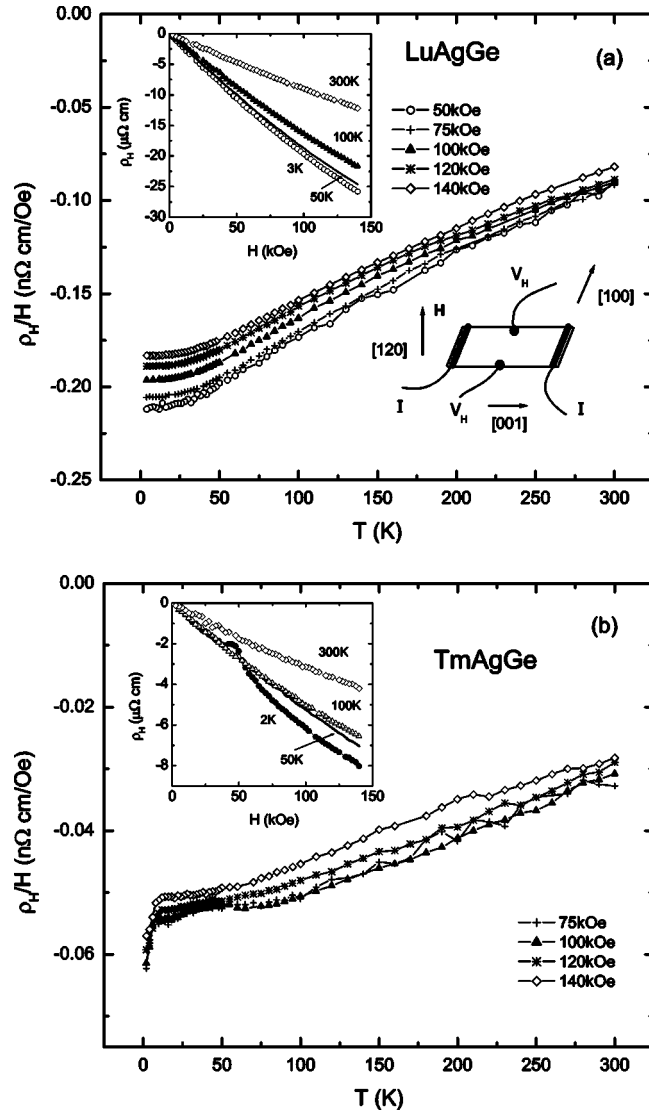 0.00
LuAgGe
(a)
0
-5
-10
-15
-20
-25
-30
ρH (μΩ cm)
300K
100K
3K
50K
0 50 100 150
H (kOe)
50kOe
75kOe
100kOe
120kOe
140kOe
-0.05
-0.10
-0.15
-0.20
-0.25
ρH/H (nΩ cm/Oe)
VH
[100]
H
[120]
I
VH
[001]
I
0 50 100 150 200 250 300
T (K)
0.00
(b)
TmAgGe
0
-2
-4
-6
-8
ρH (μΩ cm)
300K
100K
2K
50K
0 50 100 150
H (kOe)
-0.02
-0.04
-0.06
ρH/H (nΩ cm/Oe)
75kOe
100kOe
120kOe
140kOe
0 50 100 150 200 250 300
T (K)